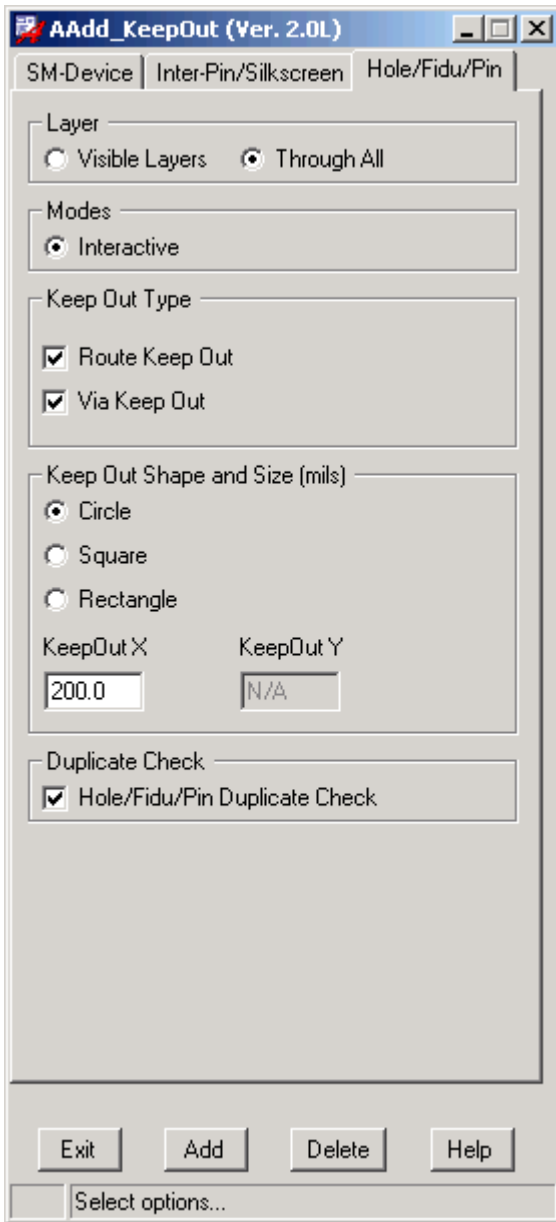 AAdd_KeepOut (Ver. 2.0L)
SM-Device Inter-Pin/Silkscreen Hole/Fidu/Pin
Layer
Visible Layers Through All
Modes
Interactive
Keep Out Type
Route Keep Out
Via Keep Out
Keep Out Shape and Size (mils)
Circle
Square
Rectangle
KeepOut X KeepOut Y
200.0 N/A
Duplicate Check
Hole/Fidu/Pin Duplicate Check
Exit Add Delete Help
Select options...